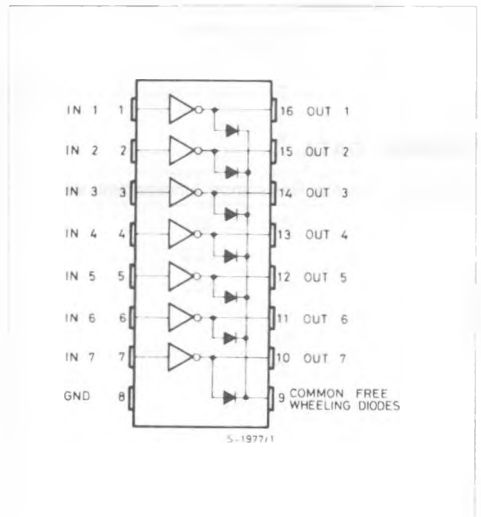 IN 1 1 16 OUT 1
IN 2 2 15 OUT 2
IN 3 3 14 OUT 3
IN 4 4 13 OUT 4
IN 5 5 12 OUT 5
IN 6 6 11 OUT 6
IN 7 7 10 OUT 7
GND 8 9 COMMON FREE
WHEELING DIODES
S-1977/1